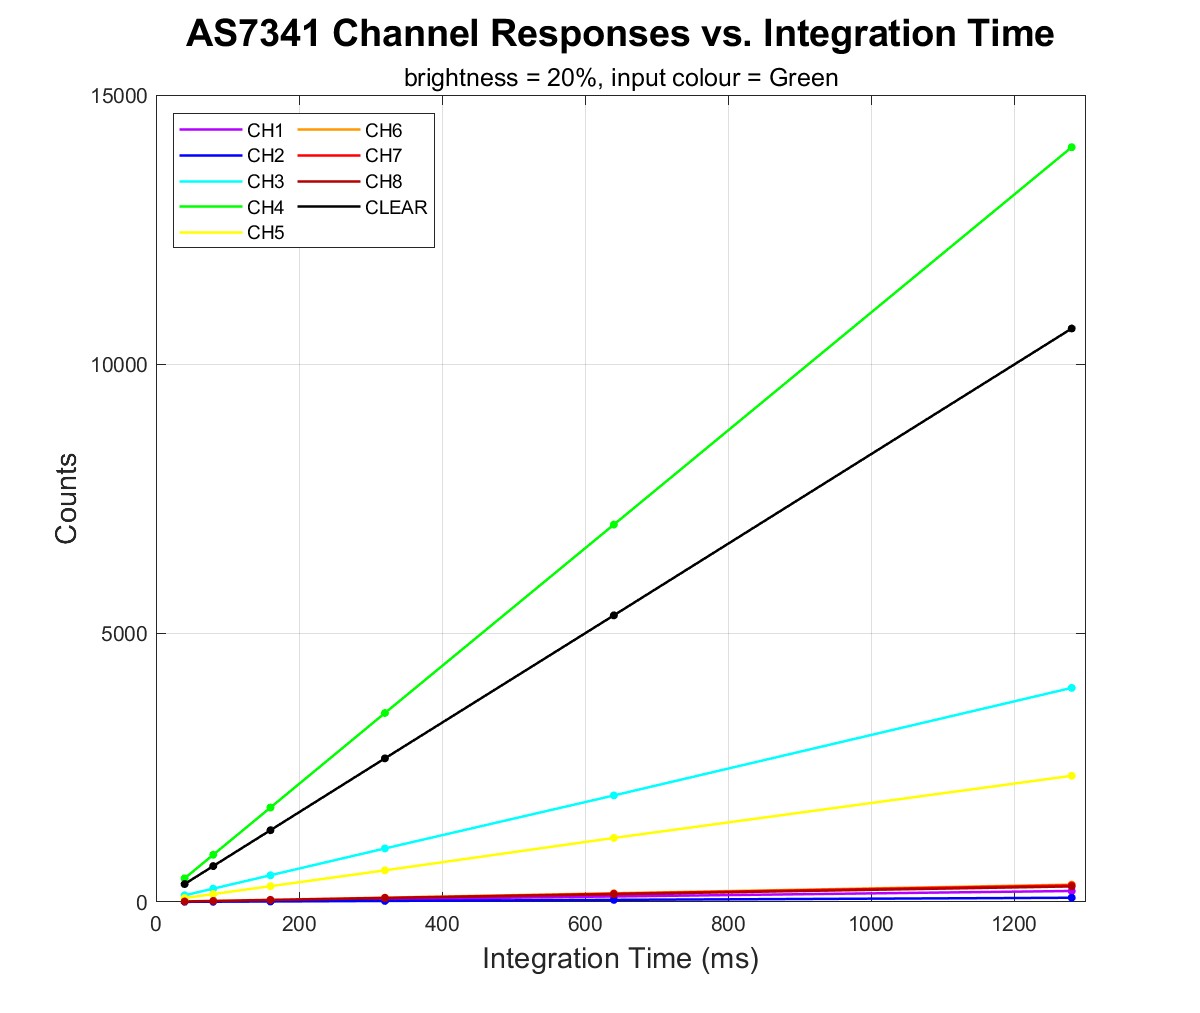 AS7341 Channel Responses vs. Integration Time
brightness = 20%, input colour = Green
15000
10000
5000
0
Counts
CH1
CH2
CH3
CH4
CH5
CH6
CH7
CH8
CLEAR
0 200 400 600 800 1000 1200
Integration Time (ms)